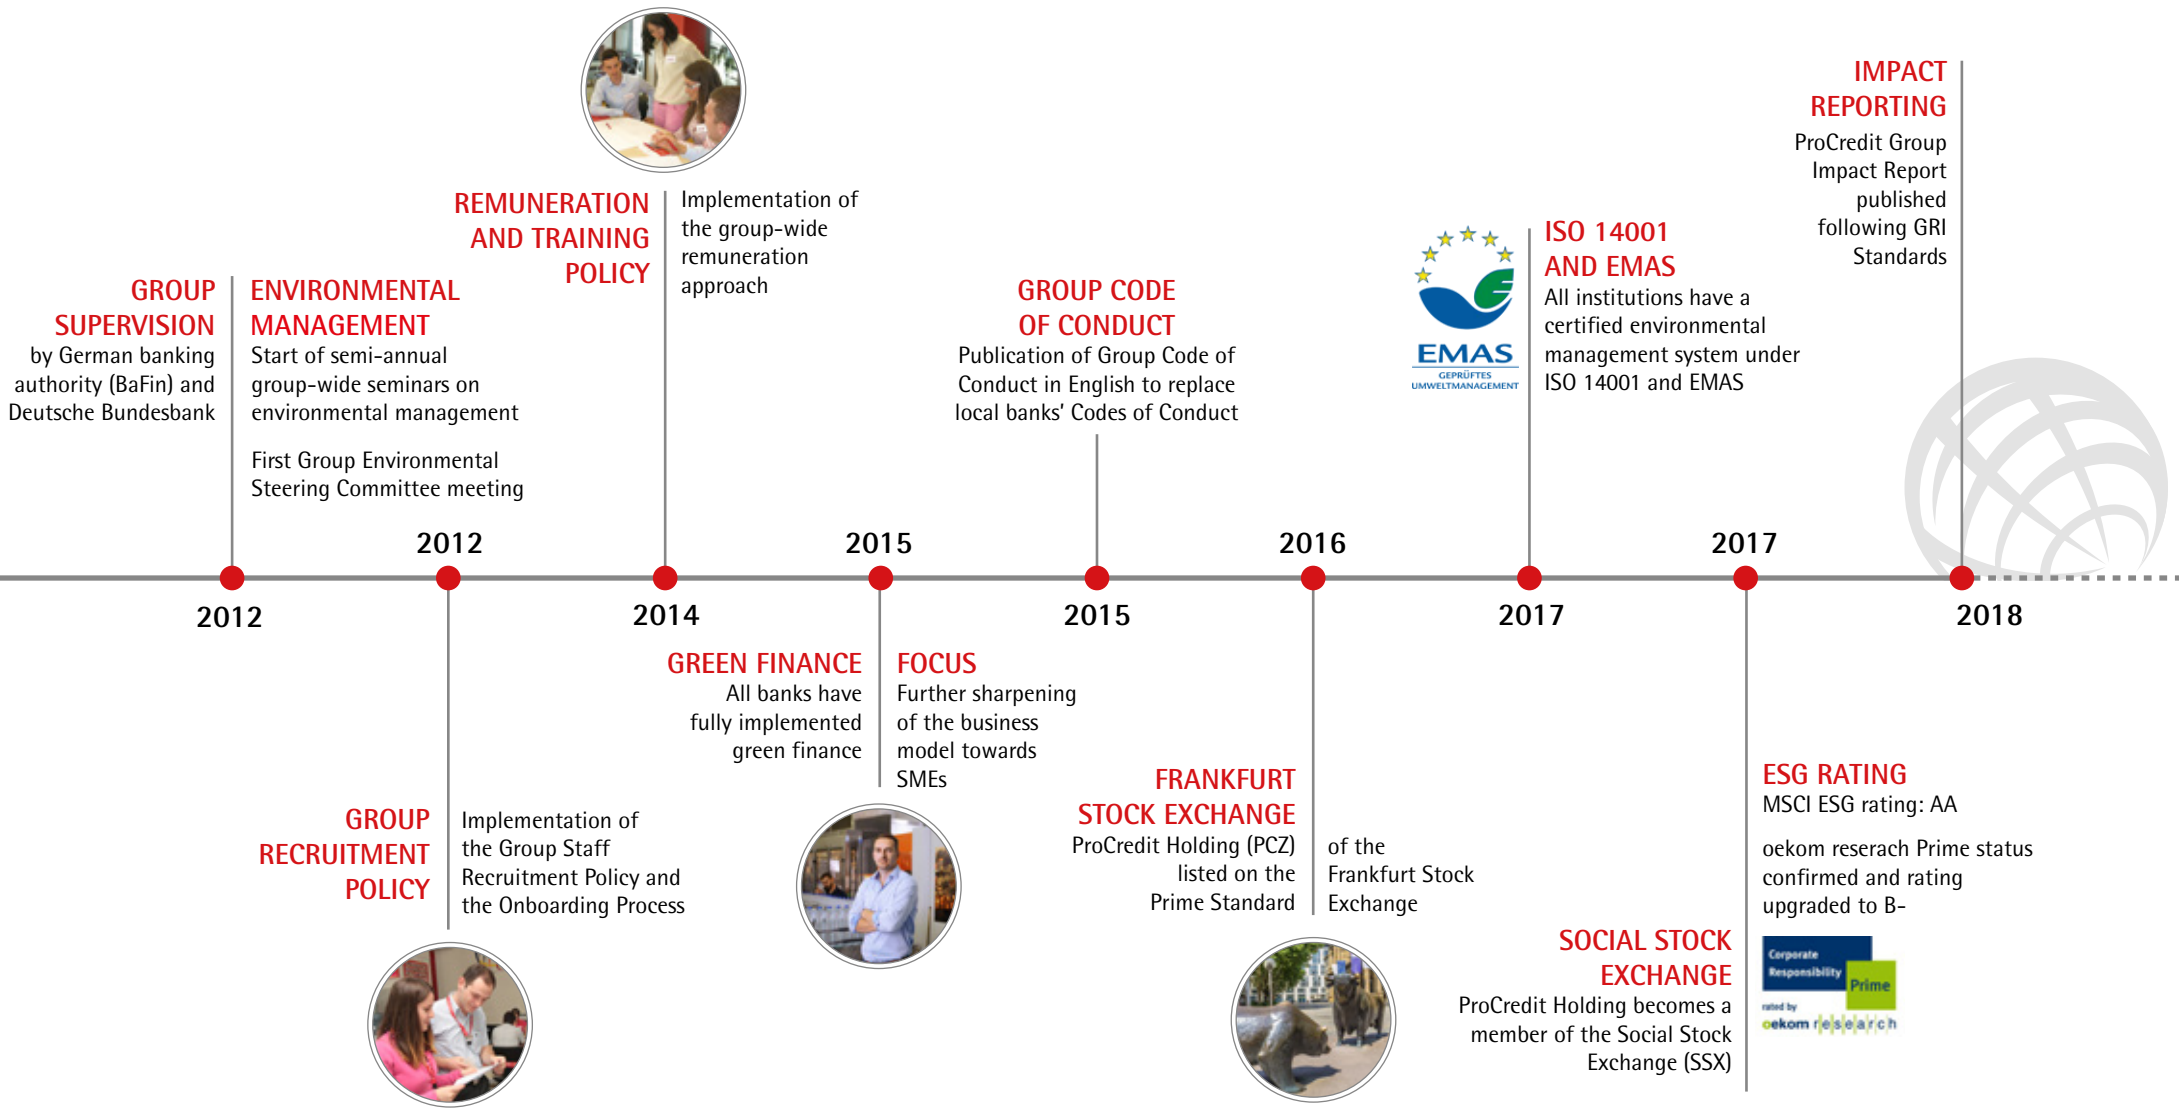 GROUP
SUPERVISION
by German banking
authority (BaFin) and
Deutsche Bundesbank
ENVIRONMENTAL
MANAGEMENT
Start of semi-annual
group-wide seminars on
environmental management
First Group Environmental
Steering Committee meeting
2012
2012
GROUP
RECRUITMENT
POLICY
Implementation of
the Group Staff
Recruitment Policy and
the Onboarding Process
REMUNERATION
AND TRAINING
POLICY
Implementation of
the group-wide
remuneration
approach
2014
2015
GREEN FINANCE
All banks have
fully implemented
green finance
FOCUS
Further sharpening
of the business
model towards
SMEs
GROUP CODE
OF CONDUCT
Publication of Group Code of
Conduct in English to replace
local banks’ Codes of Conduct
2015
2016
FRANKFURT
STOCK EXCHANGE
ProCredit Holding (PCZ)
listed on the
Prime Standard
of the
Frankfurt Stock
Exchange
EMAS
GEPRÜFTES
UMWELTMANAGEMENT
ISO 14001
AND EMAS
All institutions have a
certified environmental
management system under
ISO 14001 and EMAS
2017
2017
SOCIAL STOCK
EXCHANGE
ProCredit Holding becomes a
member of the Social Stock
Exchange (SSX)
ESG RATING
MSCI ESG rating: AA
oekom reserach Prime status
confirmed and rating
upgraded to B-
Corporate
Responsibility
Prime
rated by
oekom research
IMPACT
REPORTING
ProCredit Group
Impact Report
published
following GRI
Standards
2018